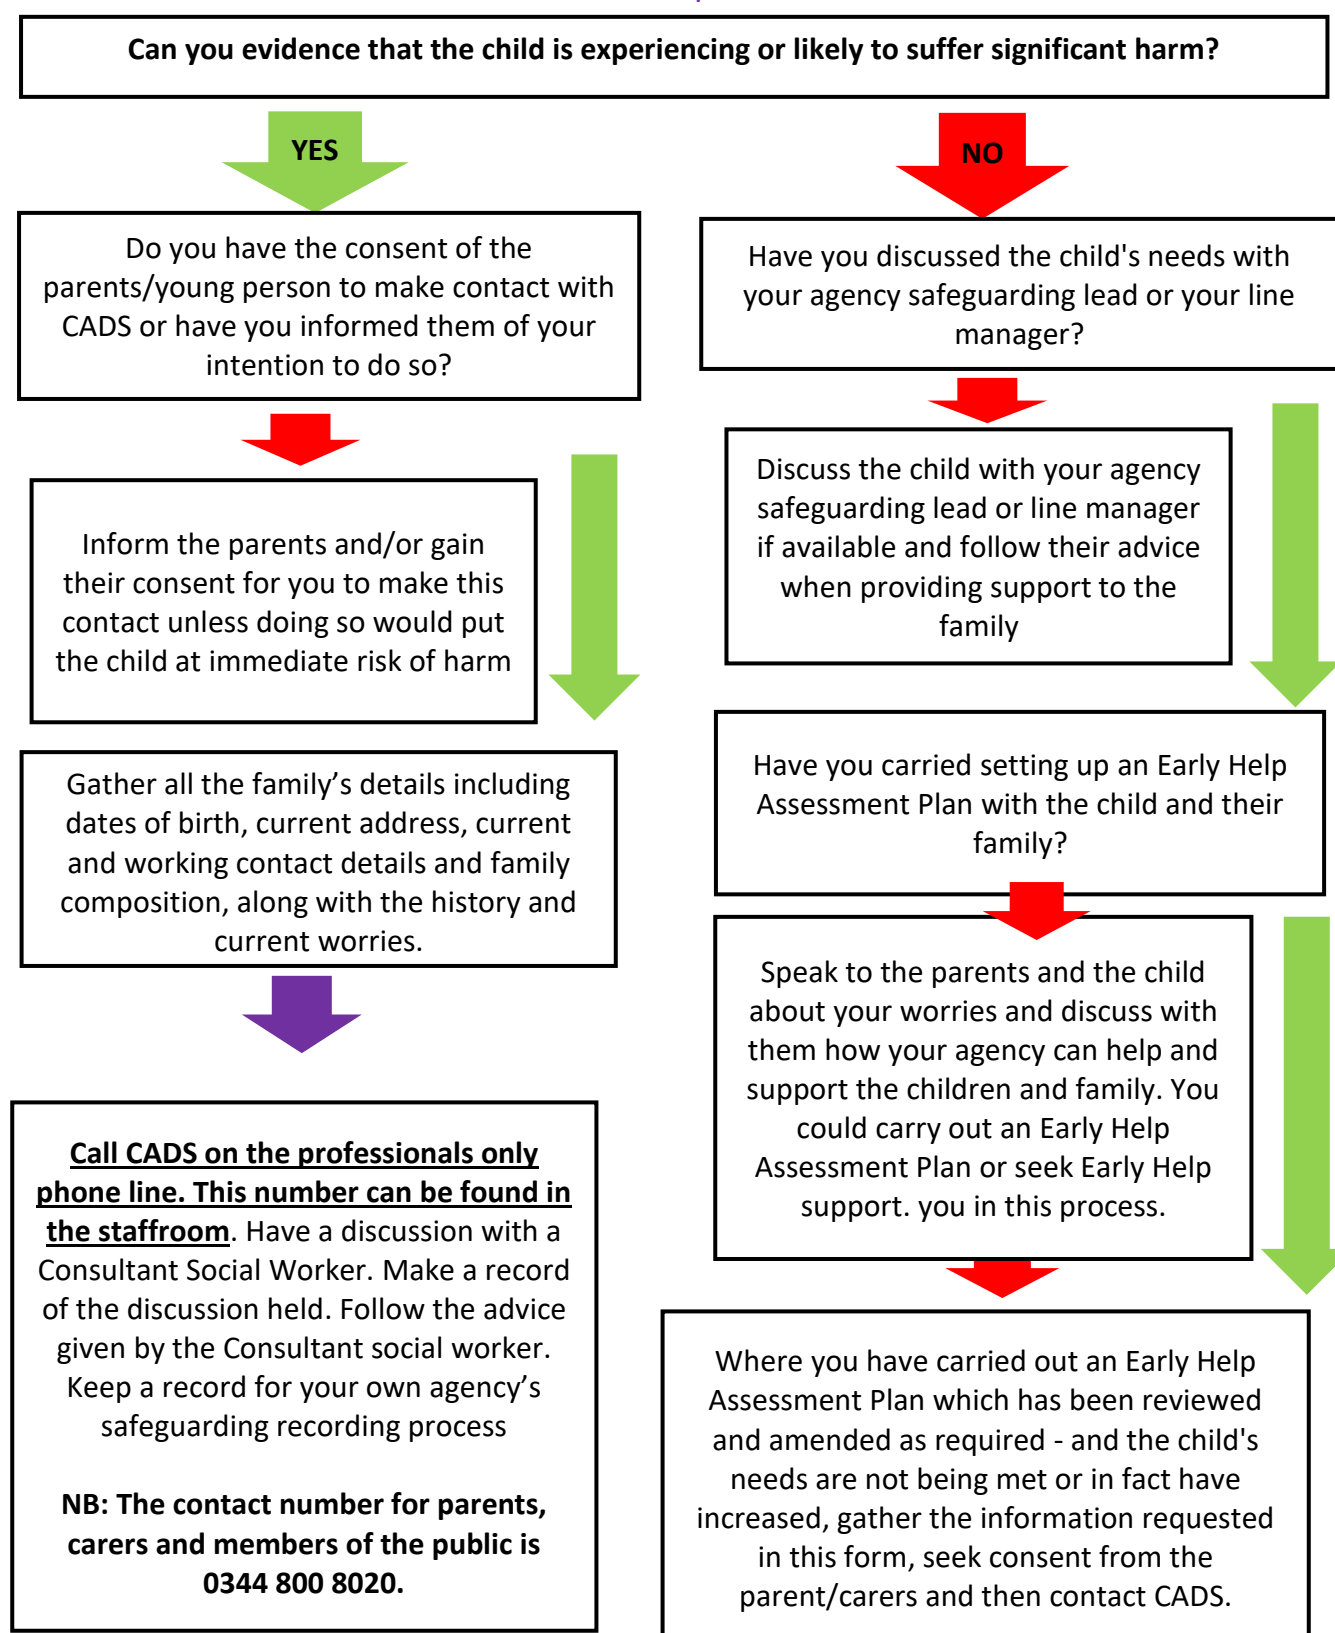 Can you evidence that the child is experiencing or likely to suffer significant harm?
YES
NO
Do you have the consent of the
parents/young person to make contact with
CADS or have you informed them of your
intention to do so?
Inform the parents and/or gain
their consent for you to make this
contact unless doing so would put
the child at immediate risk of harm
Gather all the family’s details including
dates of birth, current address, current
and working contact details and family
composition, along with the history and
current worries.
Call CADS on the professionals only
phone line. This number can be found in
the staffroom. Have a discussion with a
Consultant Social Worker. Make a record
of the discussion held. Follow the advice
given by the Consultant social worker.
Keep a record for your own agency’s
safeguarding recording process
NB: The contact number for parents,
carers and members of the public is
0344 800 8020.
Have you discussed the child's needs with
your agency safeguarding lead or your line
manager?
Discuss the child with your agency
safeguarding lead or line manager
if available and follow their advice
when providing support to the
family
Have you carried setting up an Early Help
Assessment Plan with the child and their
family?
Speak to the parents and the child
about your worries and discuss with
them how your agency can help and
support the children and family. You
could carry out an Early Help
Assessment Plan or seek Early Help
support. you in this process.
Where you have carried out an Early Help
Assessment Plan which has been reviewed
and amended as required - and the child's
needs are not being met or in fact have
increased, gather the information requested
in this form, seek consent from the
parent/carers and then contact CADS.